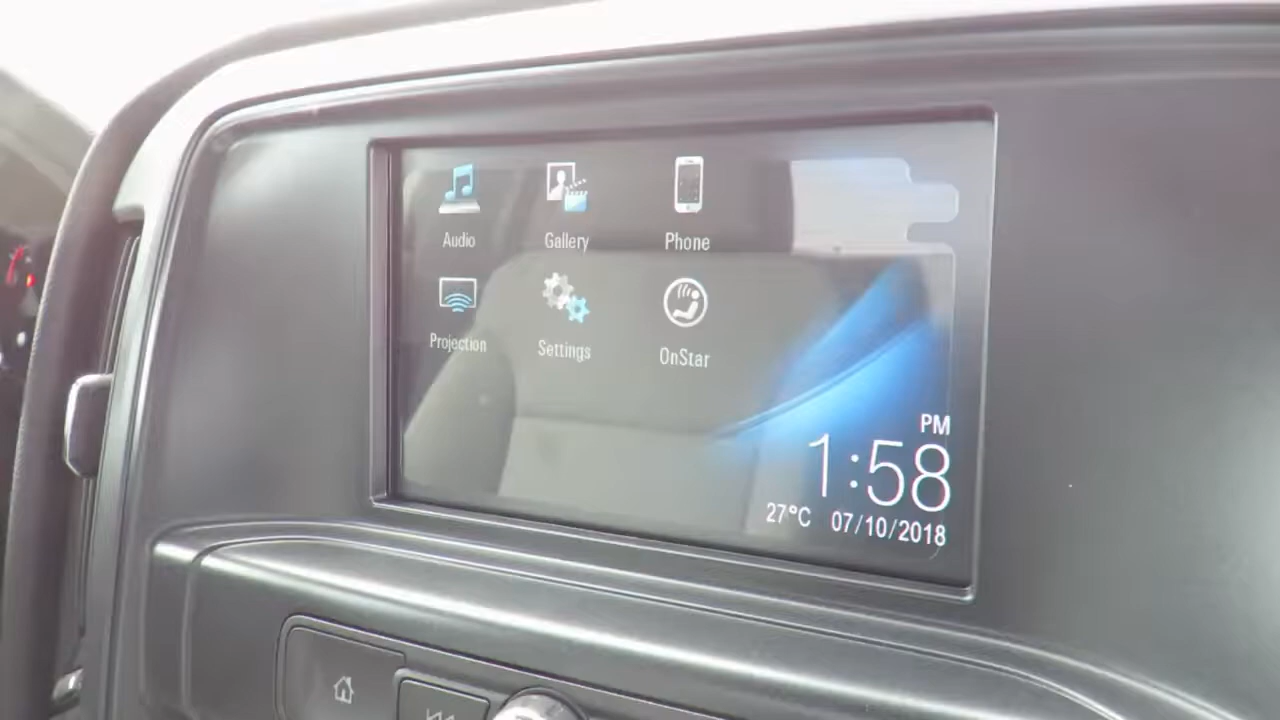 Audio Gallery Phone
Projection Settings OnStar
PM
1:58
27°C 07/10/2018